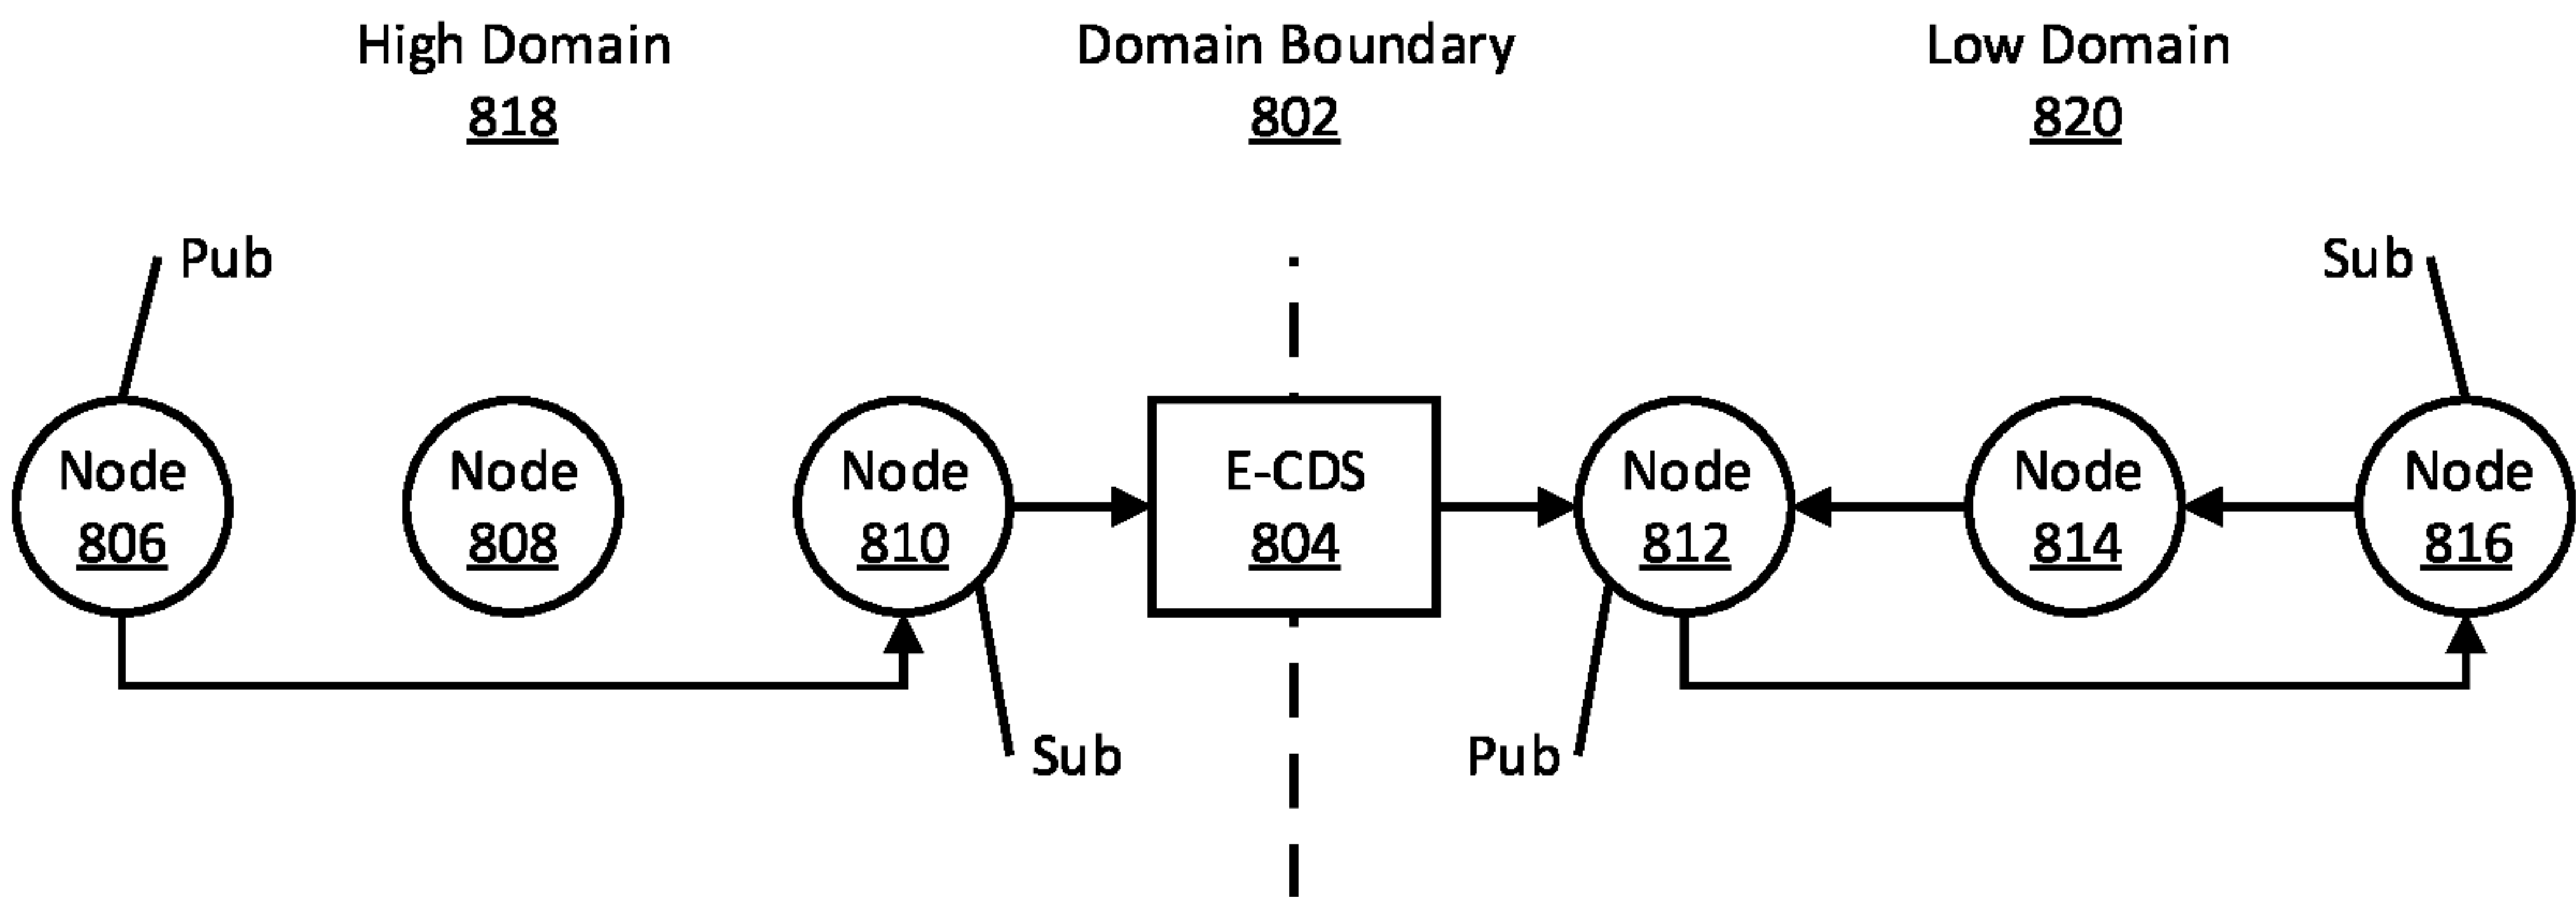 High Domain
818
Domain Boundary
802
Low Domain
820
Pub
Sub
Node
806
Node
808
Node
810
E-CDS
804
Node
812
Node
814
Node
816
Sub
Pub